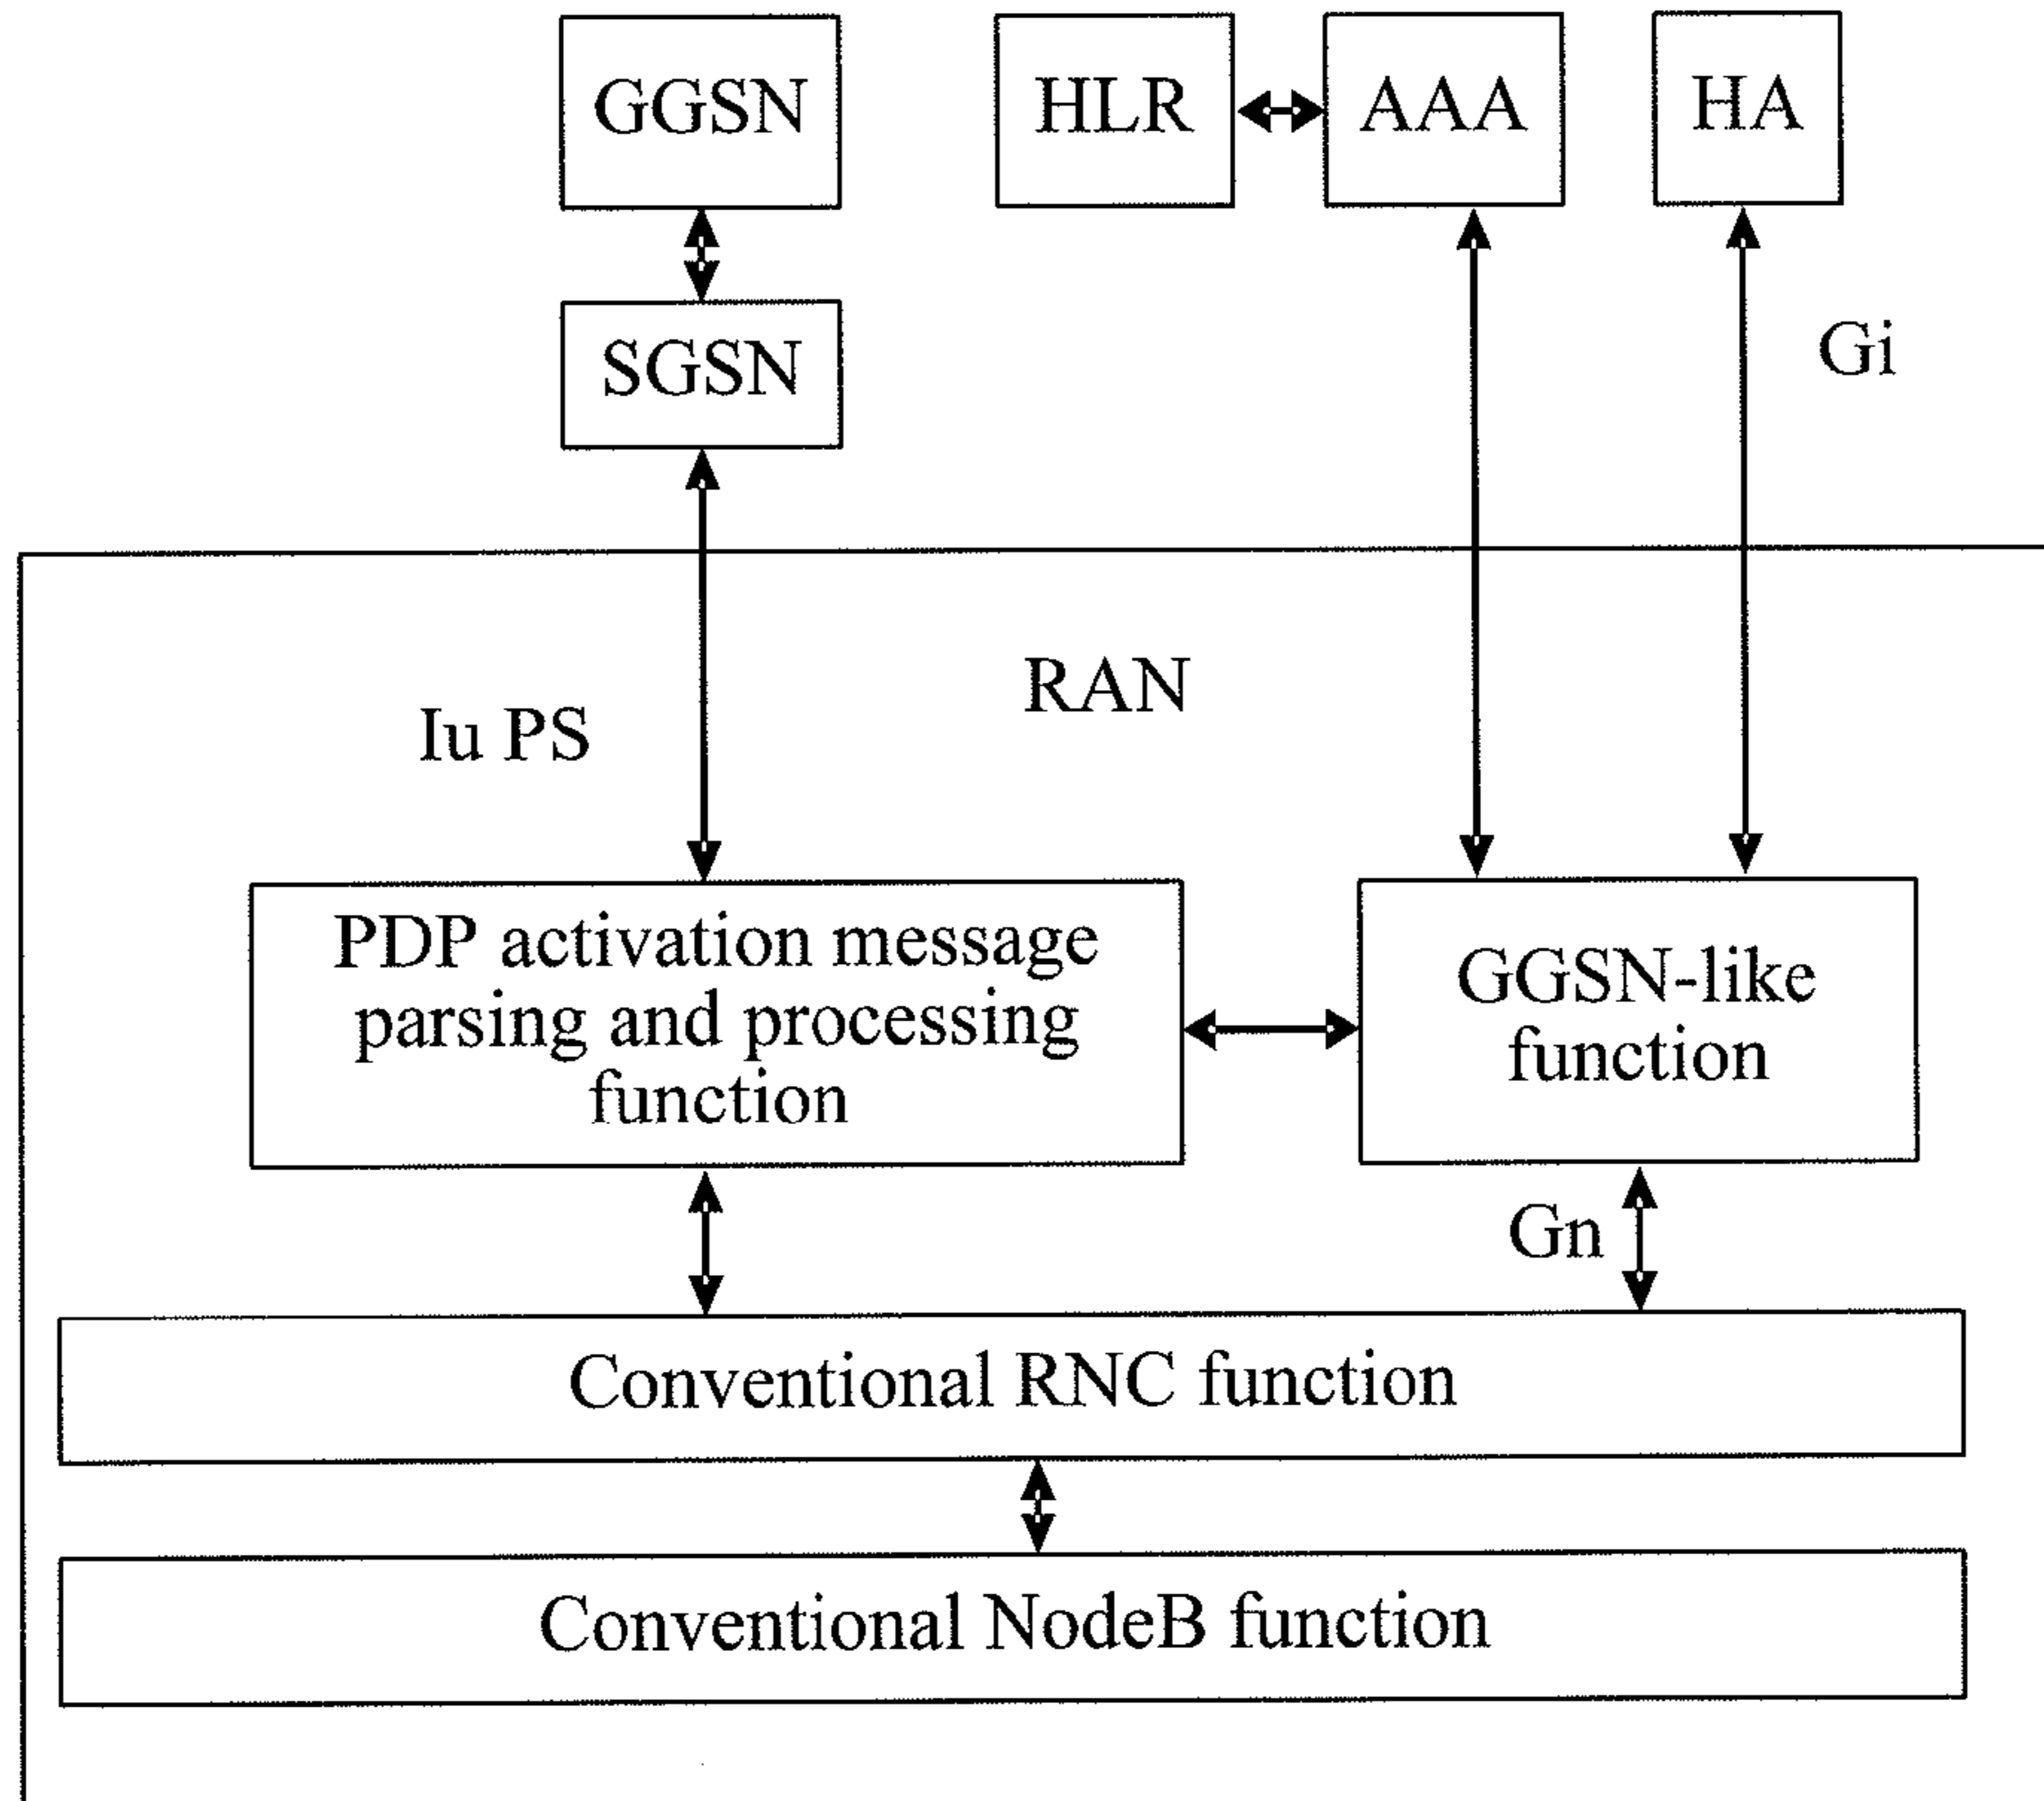 GGSN
HLR
AAA
HA
SGSN
Gi
RAN
Iu PS
PDP activation message
parsing and processing
function
GGSN-like
function
Gn
Conventional RNC function
Conventional NodeB function